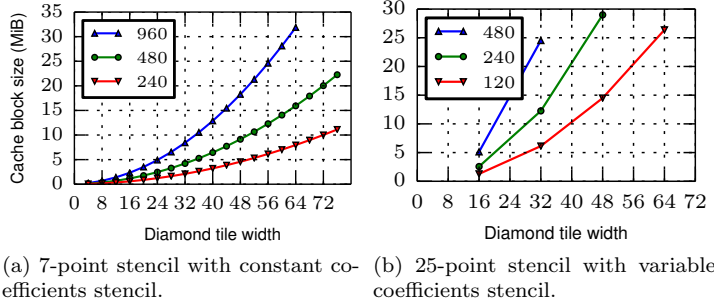 35
30
25
20
15
10
5
0
Cache block size (MiB)
960
480
240
0 8 16 24 32 40 48 56 64 72
Diamond tile width
(a) 7-point stencil with constant co-
efficients stencil.
30
25
20
15
10
5
0
480
240
120
0 8 16 24 32 40 48 56 64 72
Diamond tile width
(b) 25-point stencil with variable
coefficients stencil.